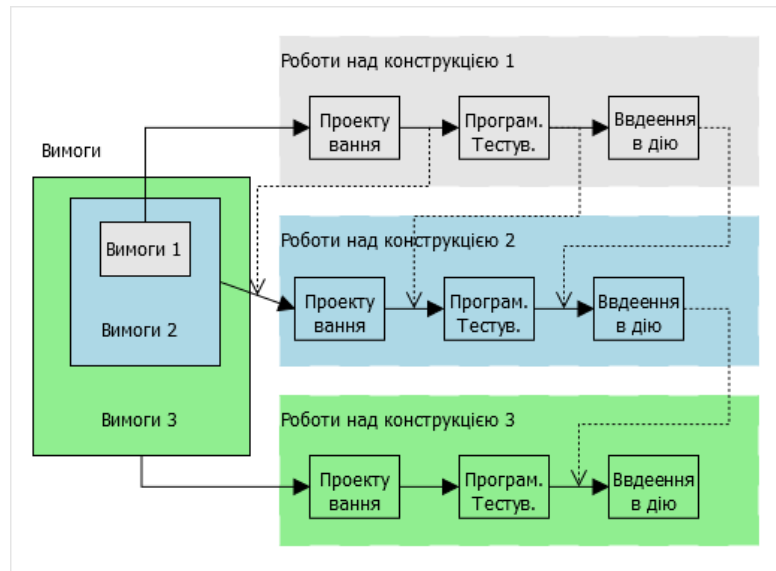 Роботи над конструкцією 1
Проекту
вання
Програм.
Тестув.
Ввдеення
в дію
Вимоги
Вимоги 1
Вимоги 2
Вимоги 3
Роботи над конструкцією 2
Проекту
вання
Програм.
Тестув.
Ввдеення
в дію
Роботи над конструкцією 3
Проекту
вання
Програм.
Тестув.
Ввдеення
в дію